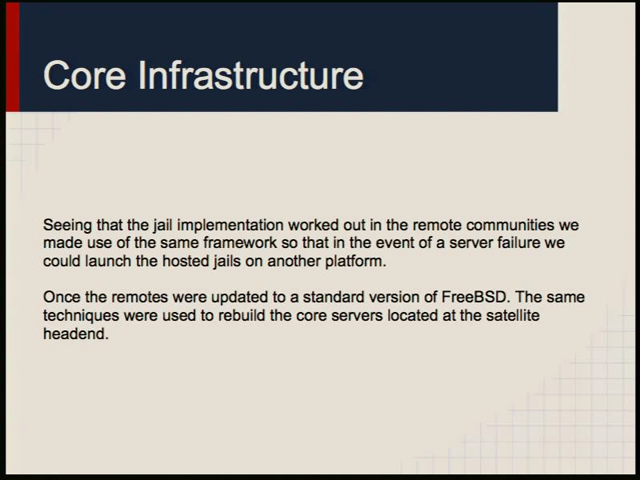 Core Infrastructure
Seeing that the jail implementation worked out in the remote communities we
made use of the same framework so that in the event of a server failure we
could launch the hosted jails on another platform.
Once the remotes were updated to a standard version of FreeBSD. The same
techniques were used to rebuild the core servers located at the satellite
headend.